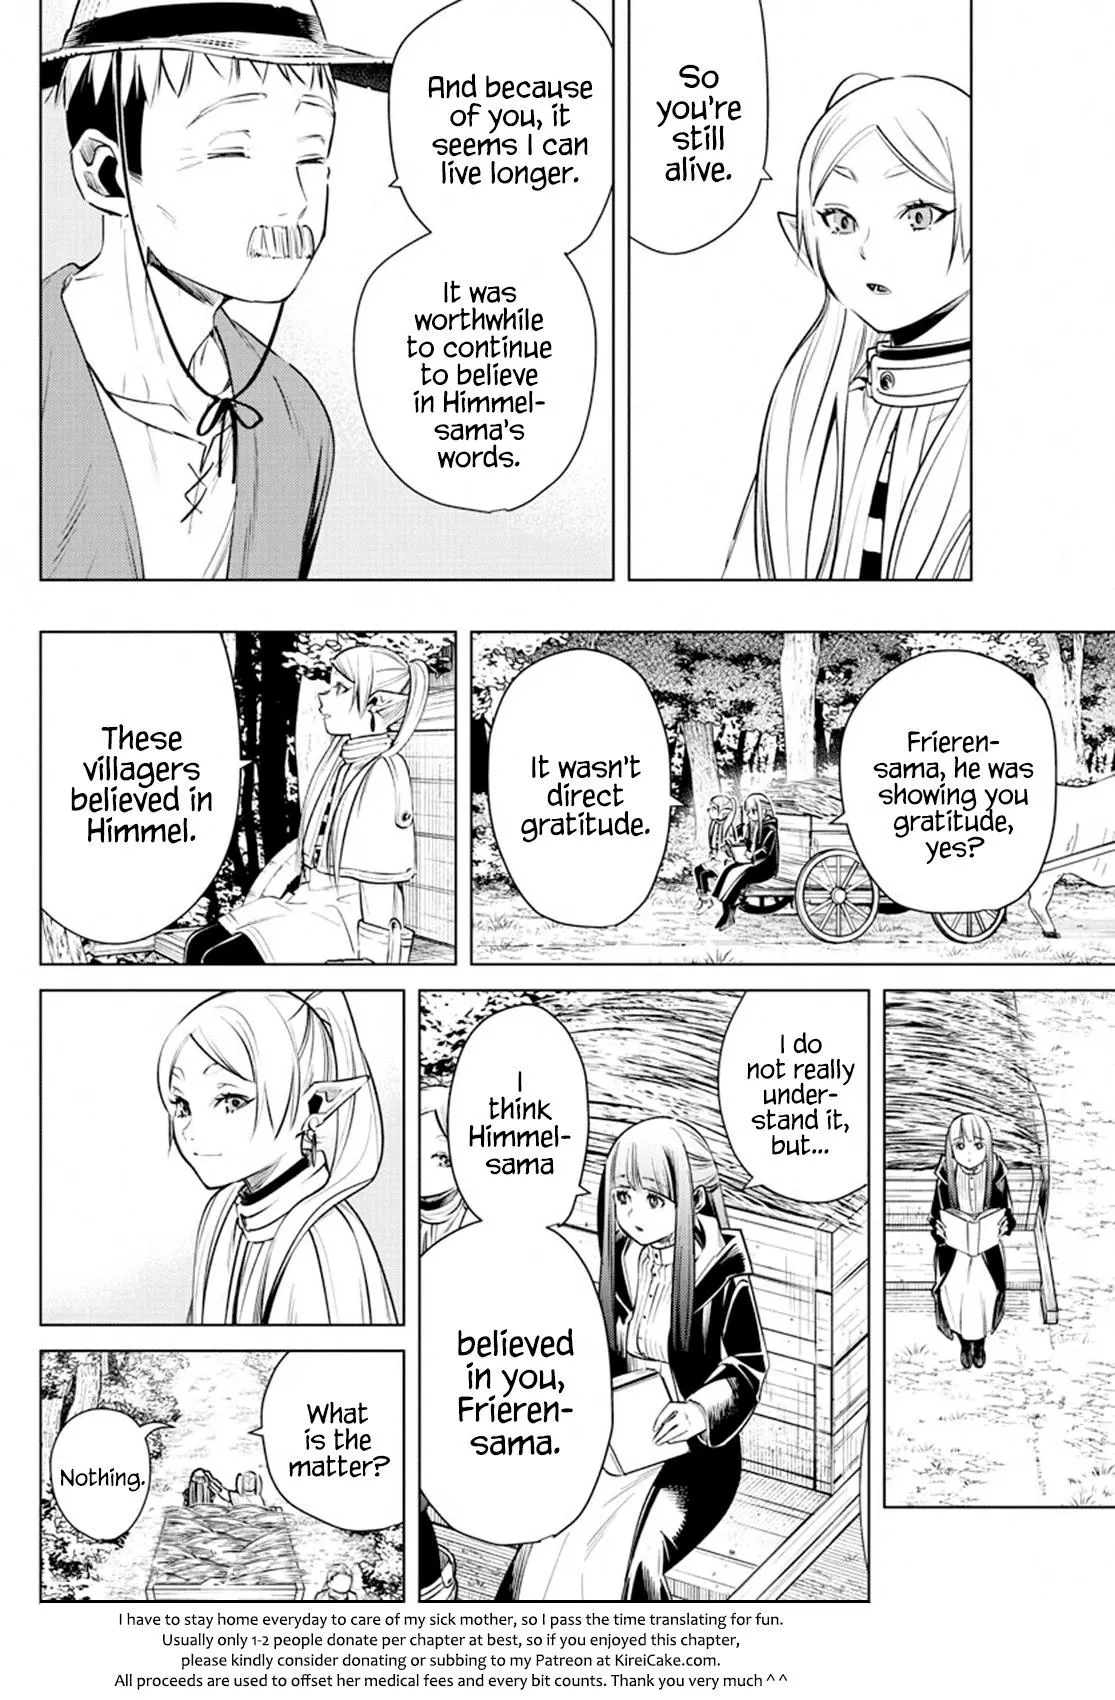 So
you're
still
alive.
And because
of you, it
seems I can
live longer.
It was
worthwhile
to continue
to believe
in Himmel-
sama's
words.
Frieren-
sama, he was
showing you
gratitude,
yes?
It wasn't
direct
gratitude.
These
villagers
believed in
Himmel.
I do
not really
under-
stand it,
but...
I
think
Himmel-
sama
believed
in you,
Frieren-
sama.
What
is the
matter?
Nothing.
I have to stay home everyday to care of my sick mother, so I pass the time translating for fun.
Usually only 1-2 people donate per chapter at best, so if you enjoyed this chapter,
please kindly consider donating or subbing to my Patreon at KireiCake.com.
All proceeds are used to offset her medical fees and every bit counts. Thank you very much ^ ^